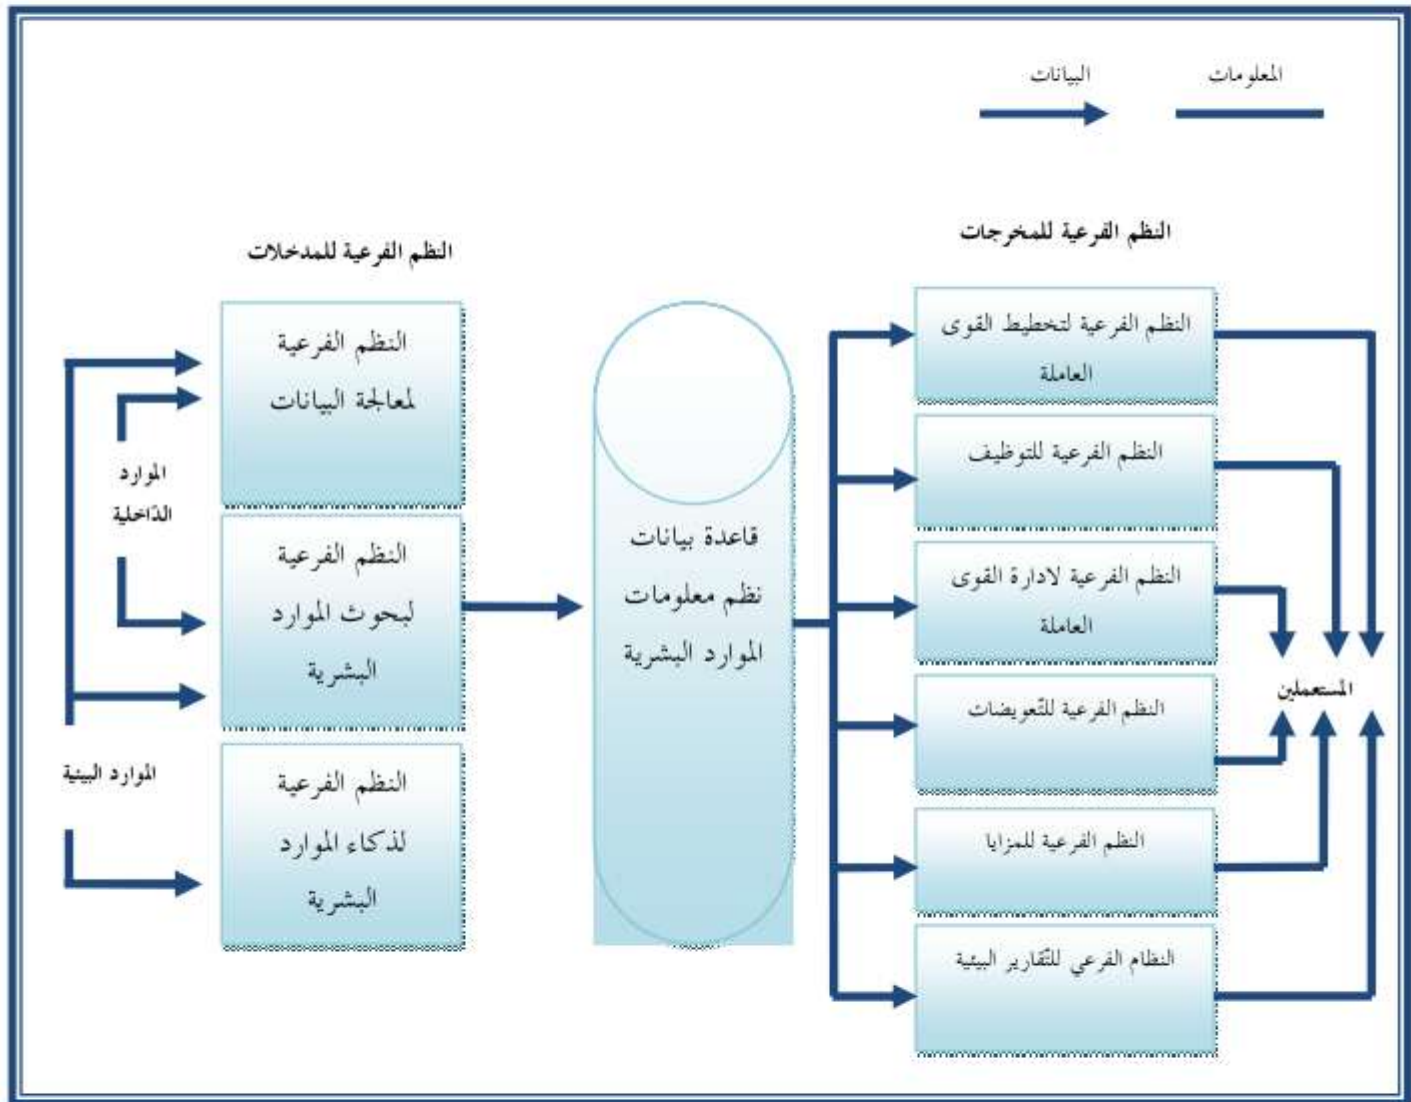 المعلومات
البيانات
النظم الفرعية للمخرجات
النظم الفرعية للمدخلات
النظم الفرعية لتخطيط القوى
العاملة
النظم الفرعية للتوظيف
النظم الفرعية لادارة القوى
العاملة
النظم الفرعية للتّعويضات
النظم الفرعية للمزايا
النظام الفرعي للتّقارير البيئية
المستعملين
قاعدة بيانات
نظم معلومات
الموارد البشرية
النظم الفرعية
لمعالجة البيانات
النظم الفرعية
لبحوث الموارد
البشرية
النظم الفرعية
لذكاء الموارد
البشرية
الموارد
الدّاخلية
الموارد البيئية